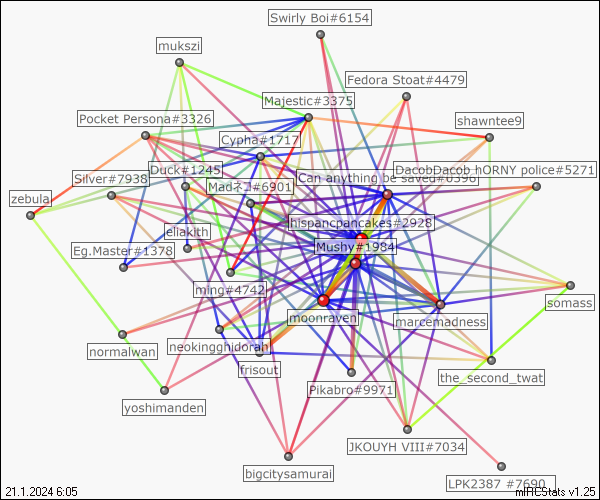 Swirly Boi#6154
mukszi
Fedora Stoat#4479
Majestic#3375
Pocket Persona#3326
shawntee9
Cypha#1717
Duck#1245
DacobDacob hORNY police#5271
Silver#7938
Can anything be saved#0396
zebula
hispancpancakes#2928
eliakith
Mushy#1984
Eg.Master#1378
ming#4742
somass
moonraven
marcemadness
normalwan
neokingghidorah
frisout
the_second_twat
Pikabro#9971
yoshimanden
JKOUYH VIII#7034
bigcitysamurai
LPK2387 #7690
21.1.2024 6:05
mIRCStats v1.25